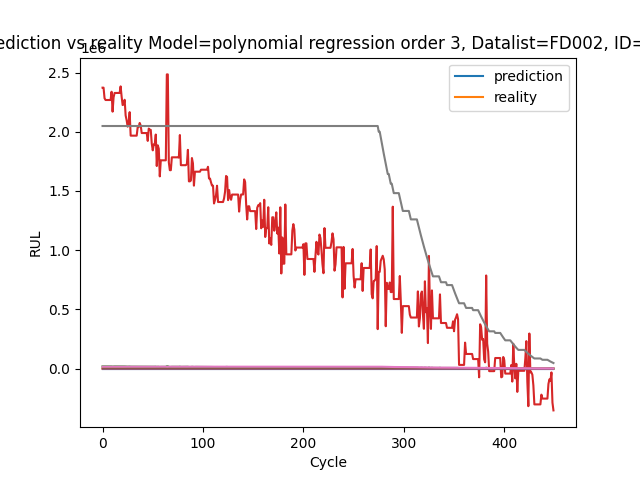 ediction vs reality Model=polynomial regression order 3, Datalist=FD002, ID=
1e6
2.5
2.0
1.5
1.0
0.5
0.0
RUL
prediction
reality
0 100 200 300 400
Cycle